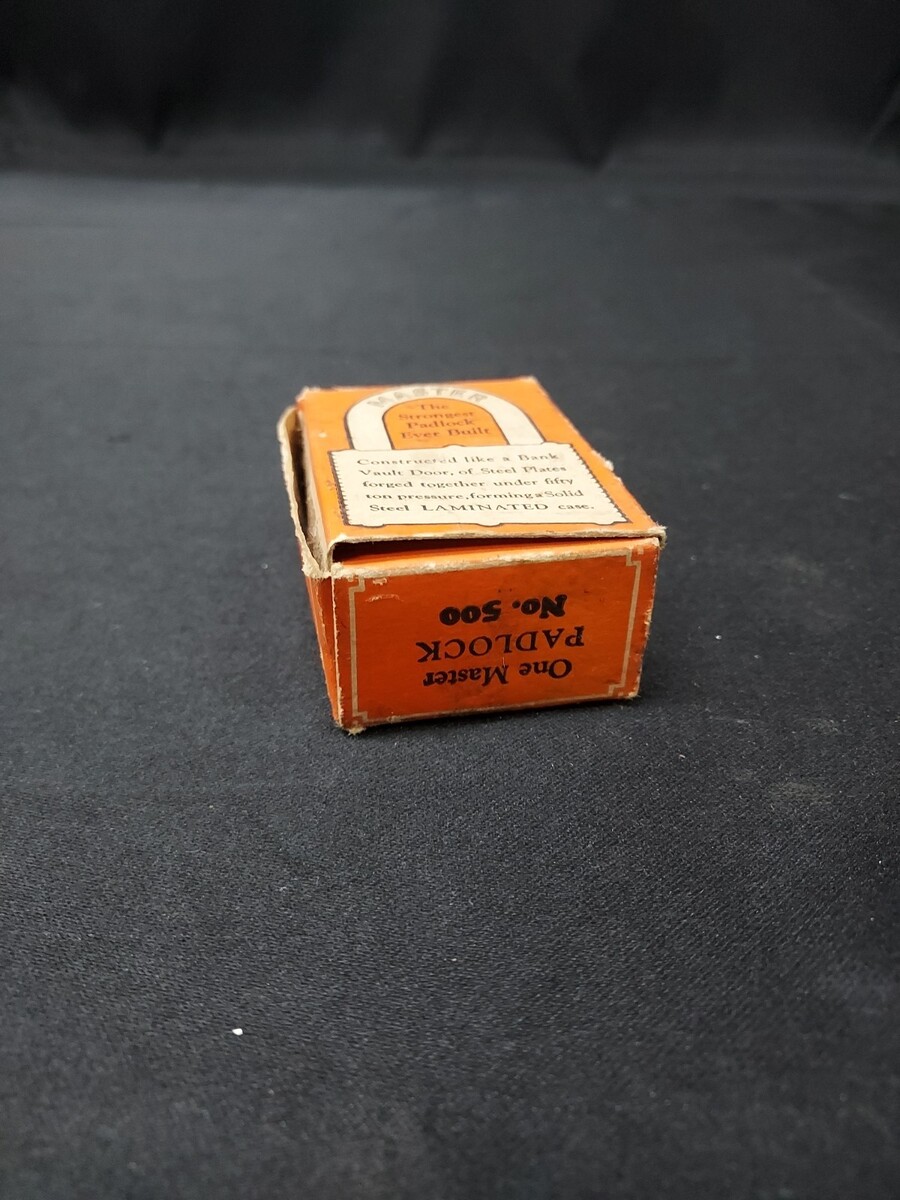 MASTER
The
Strongest
Padlock
Ever Built
Constructed like a Bank
Vault Door, of Steel Plates
forged together under fifty
ton pressure, forming a Solid
Steel LAMINATED case.
One Master
PADLOCK
No. 500